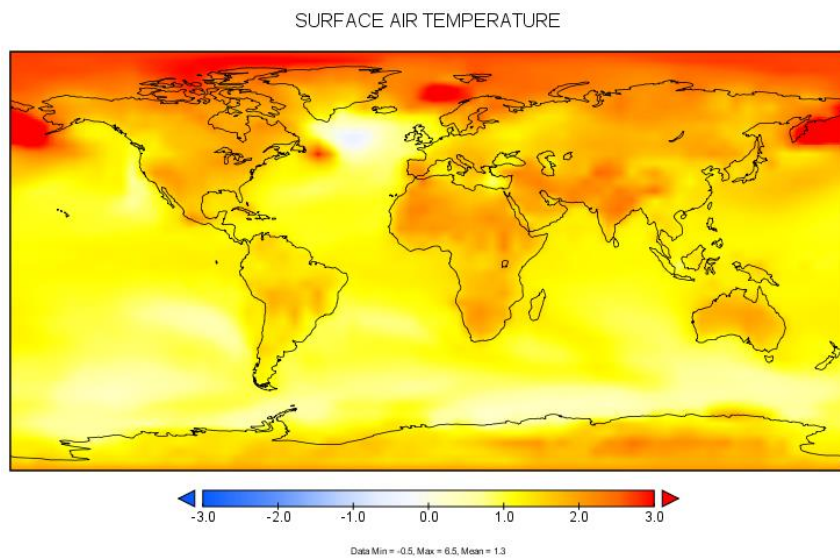 SURFACE AIR TEMPERATURE
-3.0 -2.0 -1.0 0.0 1.0 2.0 3.0
Data Min = -0.5, Max = 6.5, Mean = 1.3